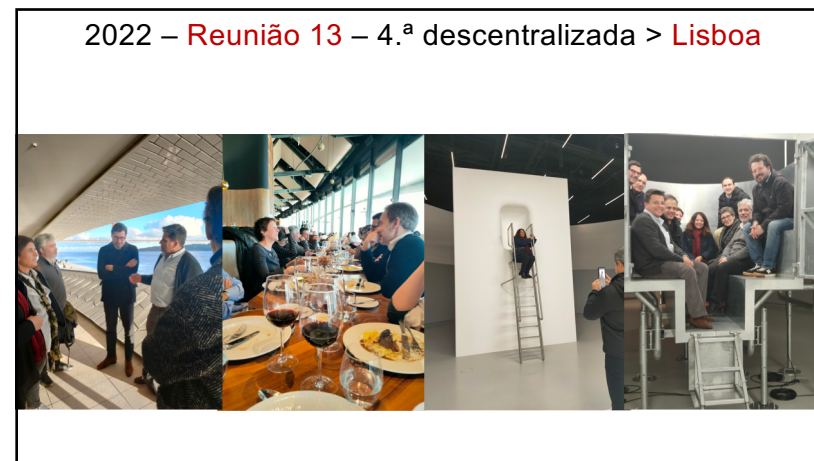 2022 – Reunião 13 – 4.ª descentralizada > Lisboa